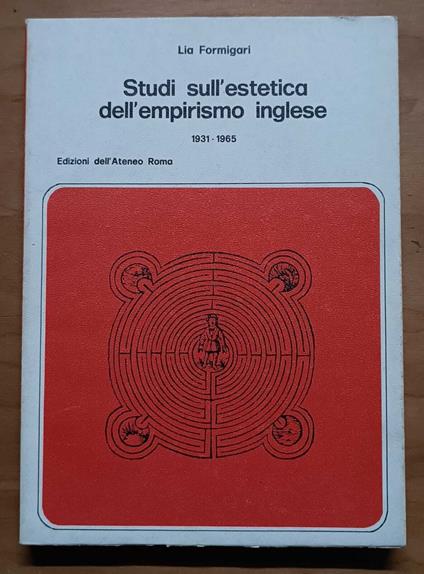 Lia Formigari
Studi sull'estetica
dell'empirismo inglese
1931-1965
Edizioni dell'Ateneo Roma